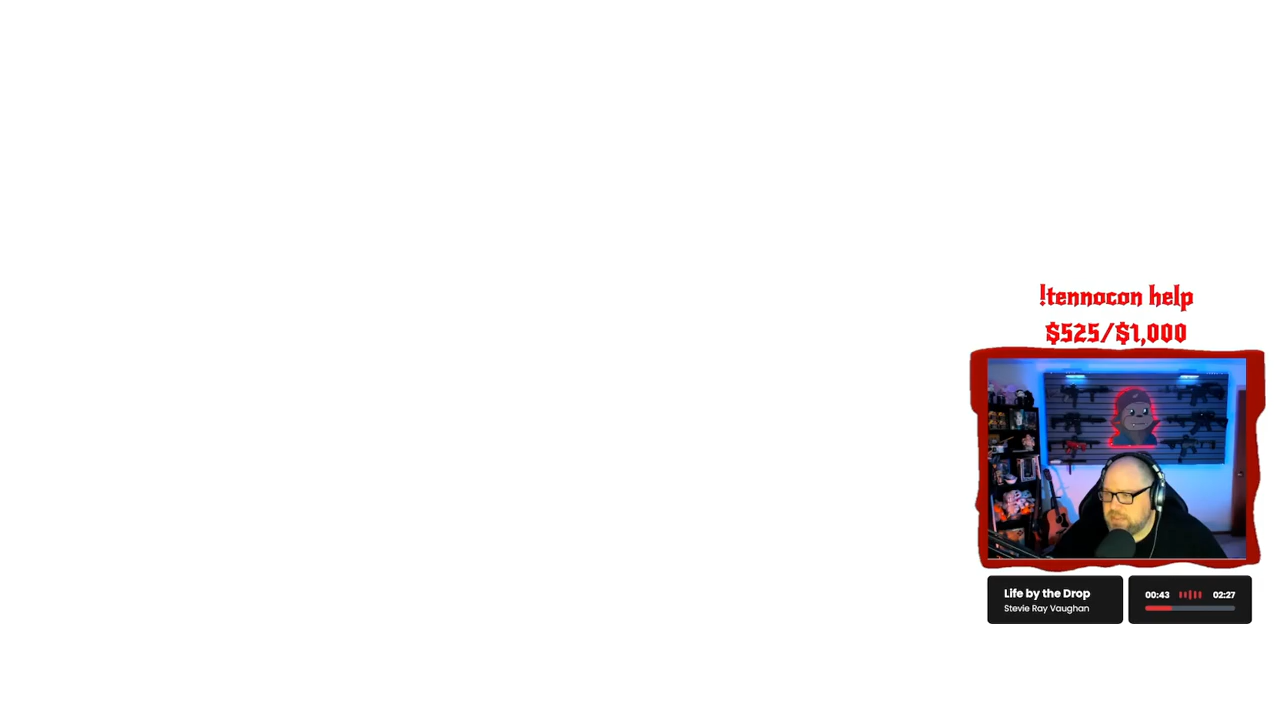 !tennocon help
$525/$1,000
Life by the Drop
Stevie Ray Vaughan
00:43 02:27